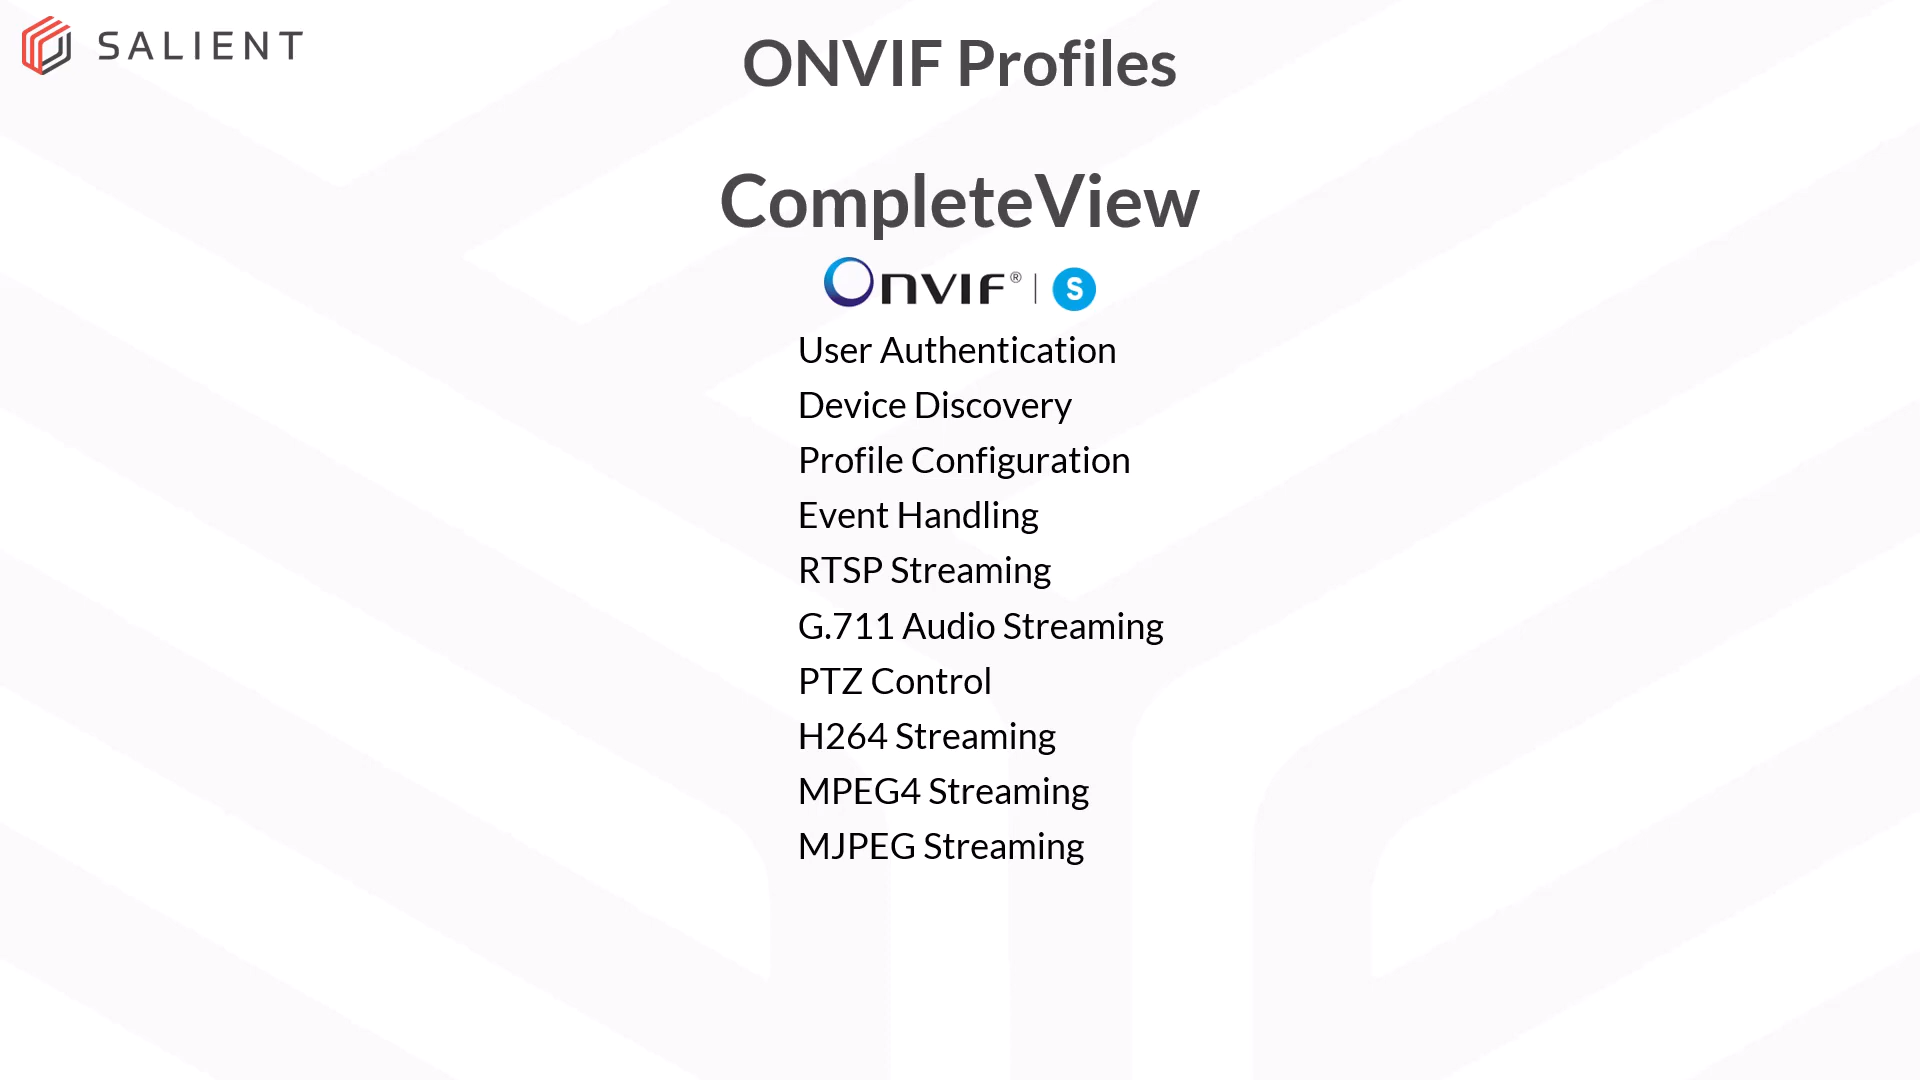 SALIENT
ONVIF Profiles
CompleteView
ONVIF® | S
User Authentication
Device Discovery
Profile Configuration
Event Handling
RTSP Streaming
G.711 Audio Streaming
PTZ Control
H264 Streaming
MPEG4 Streaming
MJPEG Streaming